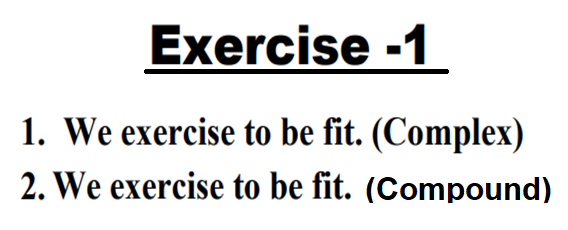 Exercise -1
1. We exercise to be fit. (Complex)
2. We exercise to be fit. (Compound)